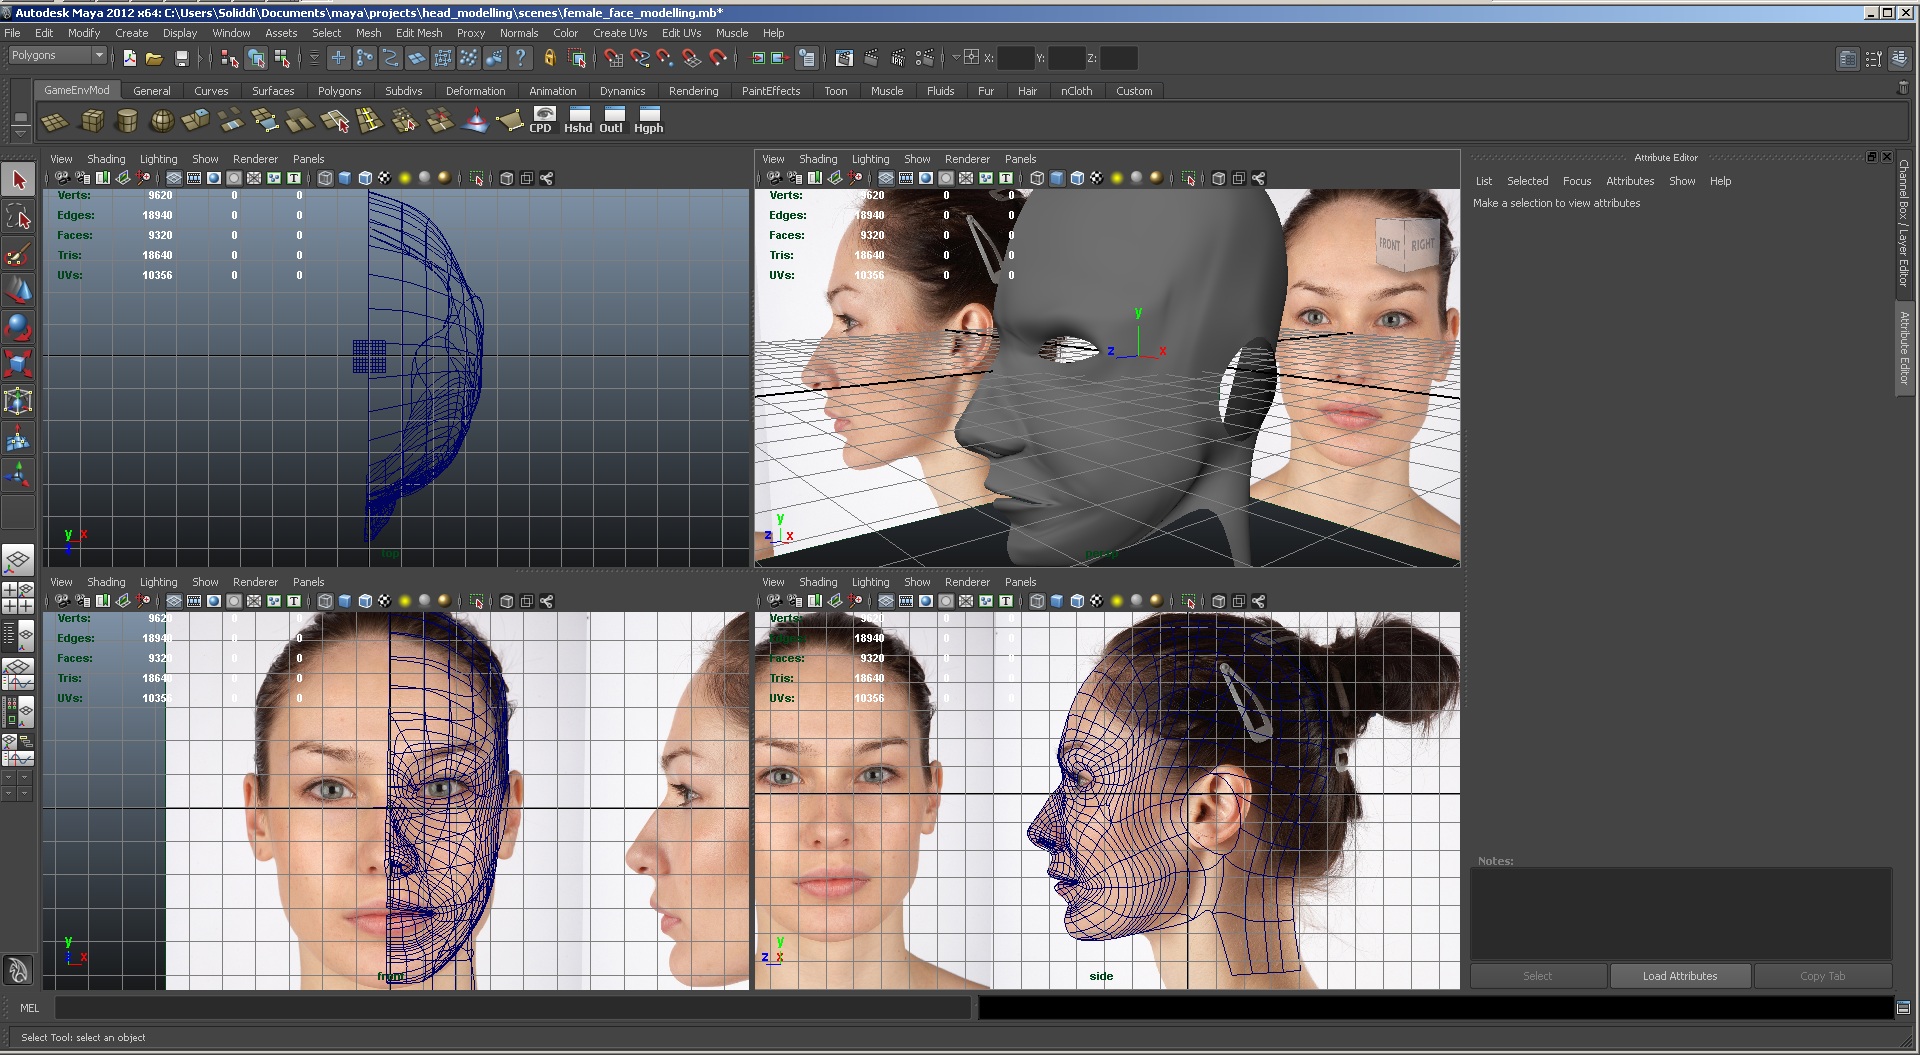 Autodesk Maya 2012 x64: C:\Users\Soliddi\Documents\maya\projects\head_modelling\scenes\female_face_modelling.mb*
File Edit Modify Create Display Window Assets Select Mesh Edit Mesh Proxy Normals Color Create UVs Edit UVs Muscle Help
Polygons X: Y: Z:
GameEnvMod General Curves Surfaces Polygons Subdivs Deformation Animation Dynamics Rendering PaintEffects Toon Muscle Fluids Fur Hair nCloth Custom
CPD Hshd Outl Hgph
View Shading Lighting Show Renderer Panels
Verts: 9620 0 0
Edges: 18940 0 0
Faces: 9320 0 0
Tris: 18640 0 0
UVs: 10356 0 0
y x
top
View Shading Lighting Show Renderer Panels
Verts: 9620 0 0
Edges: 18940 0 0
Faces: 9320 0 0
Tris: 18640 0 0
UVs: 10356 0 0
FRONT RIGHT
y
z x
y
z x
persp
View Shading Lighting Show Renderer Panels
Verts: 9620 0 0
Edges: 18940 0 0
Faces: 9320 0 0
Tris: 18640 0 0
UVs: 10356 0 0
y
x
front
View Shading Lighting Show Renderer Panels
Verts: 9620 0 0
Edges: 18940 0 0
Faces: 9320 0 0
Tris: 18640 0 0
UVs: 10356 0 0
y
z x
side
Attribute Editor
List Selected Focus Attributes Show Help
Make a selection to view attributes
Notes:
Select Load Attributes Copy Tab
Channel Box / Layer Editor
Attribute Editor
MEL
Select Tool: select an object